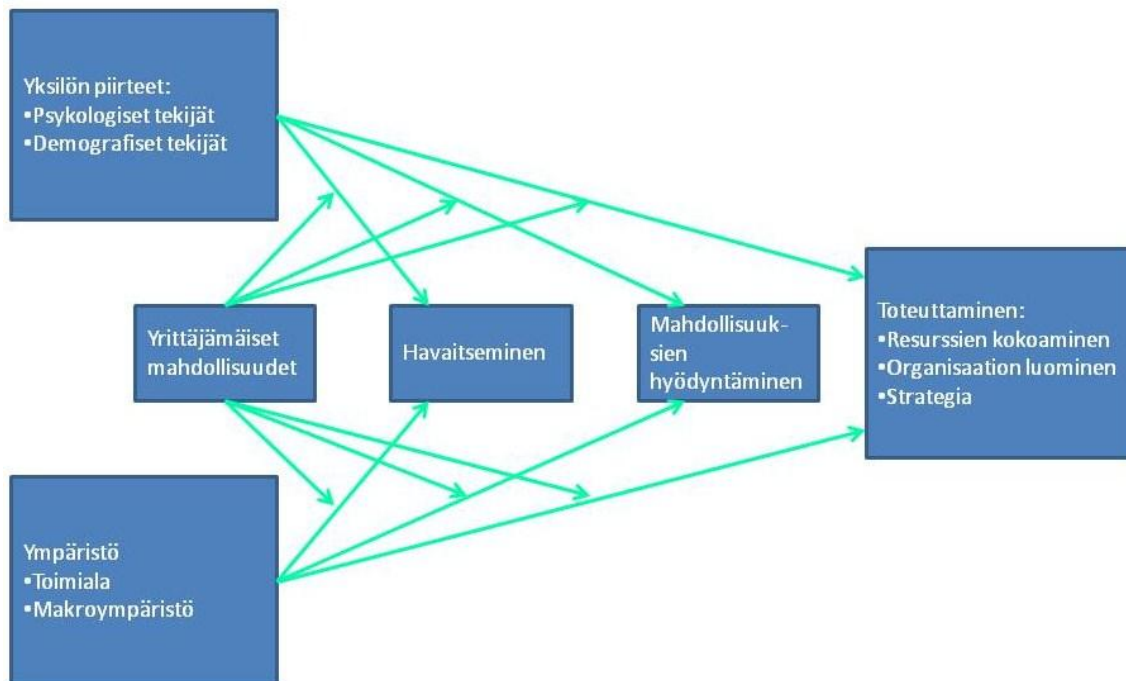 Yksilön piirteet:
•Psykologiset tekijät
•Demografiset tekijät
Yrittäjämäiset
mahdollisuudet
Havaitseminen
Mahdollisuuk-
sien
hyödyntäminen
Toteuttaminen:
•Resurssien kokoaminen
•Organisaation luominen
•Strategia
Ympäristö
•Toimiala
•Makroympäristö